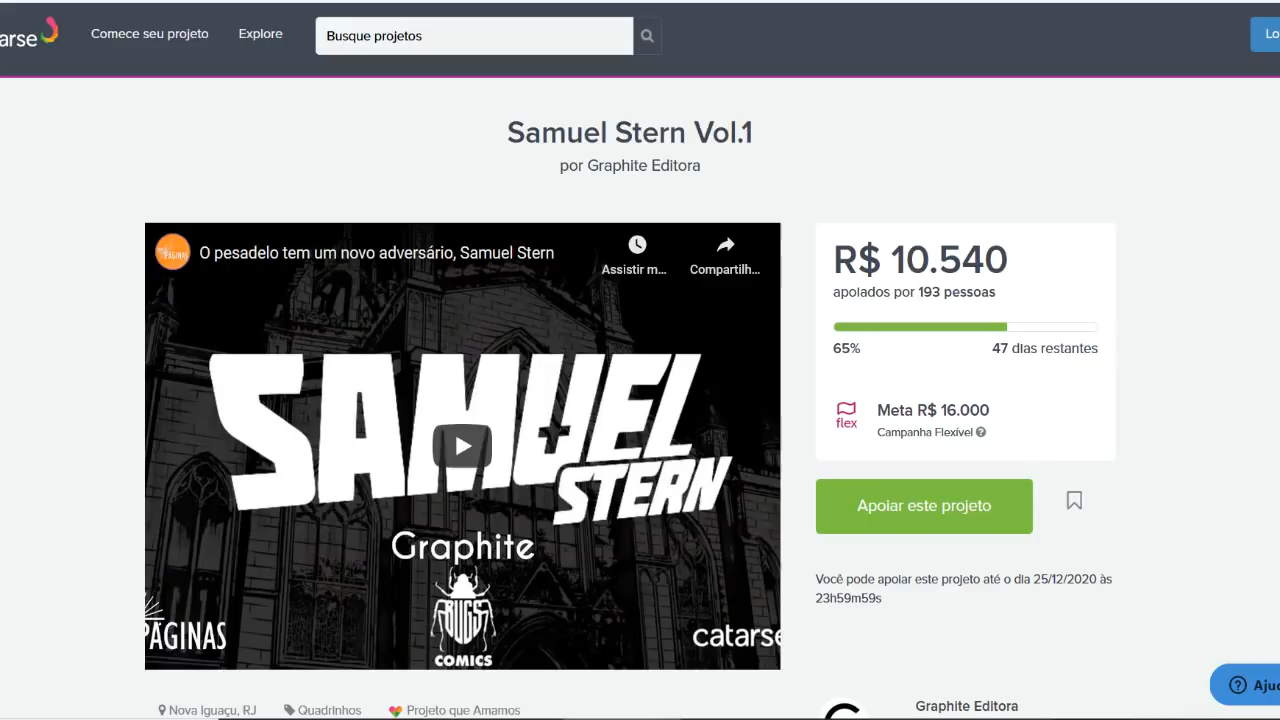 arse
Comece seu projeto
Explore
Busque projetos
Lo
Samuel Stern Vol.1
por Graphite Editora
PÁGINAS
O pesadelo tem um novo adversário, Samuel Stern
Assistir m...
Compartilh...
SAMUEL
STERN
Graphite
BUGS
COMICS
PÁGINAS
catarse
R$ 10.540
apoiados por 193 pessoas
65%
47 dias restantes
flex
Meta R$ 16.000
Campanha Flexível
Apoiar este projeto
Você pode apoiar este projeto até o dia 25/12/2020 às
23h59m59s
Nova Iguaçu, RJ
Quadrinhos
Projeto que Amamos
Graphite Editora
Ajuc